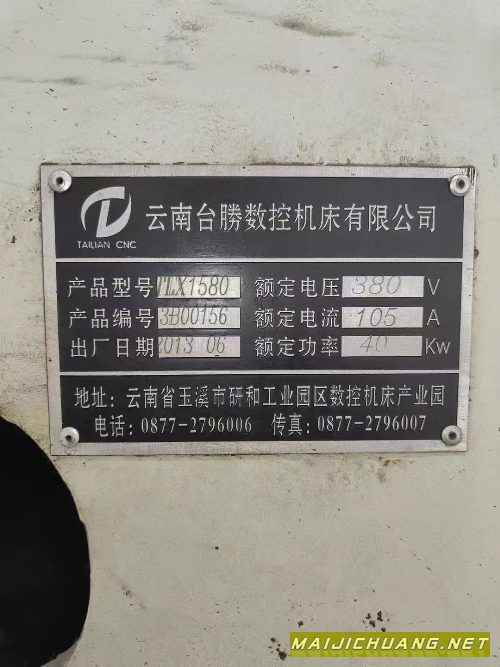 云南台勝数控机床有限公司
TAILIAN CNC
产品型号 TLX1580 额定电压 380 V
产品编号 3B00156 额定电流 105 A
出厂日期 2013 06 额定功率 40 Kw
地址：云南省玉溪市研和工业园区数控机床产业园
电话：0877-2796006 传真：0877-2796007
MAIJICHUANG.NET